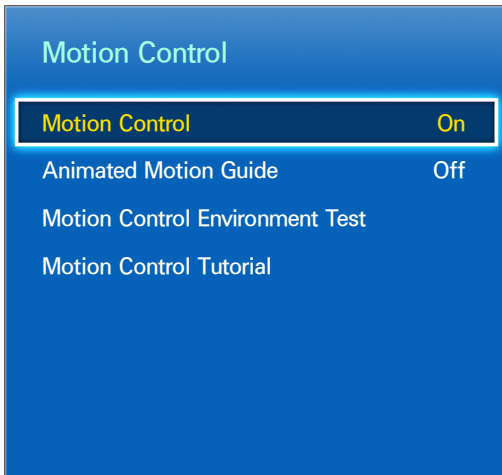 Motion Control
Motion Control On
Animated Motion Guide Off
Motion Control Environment Test
Motion Control Tutorial